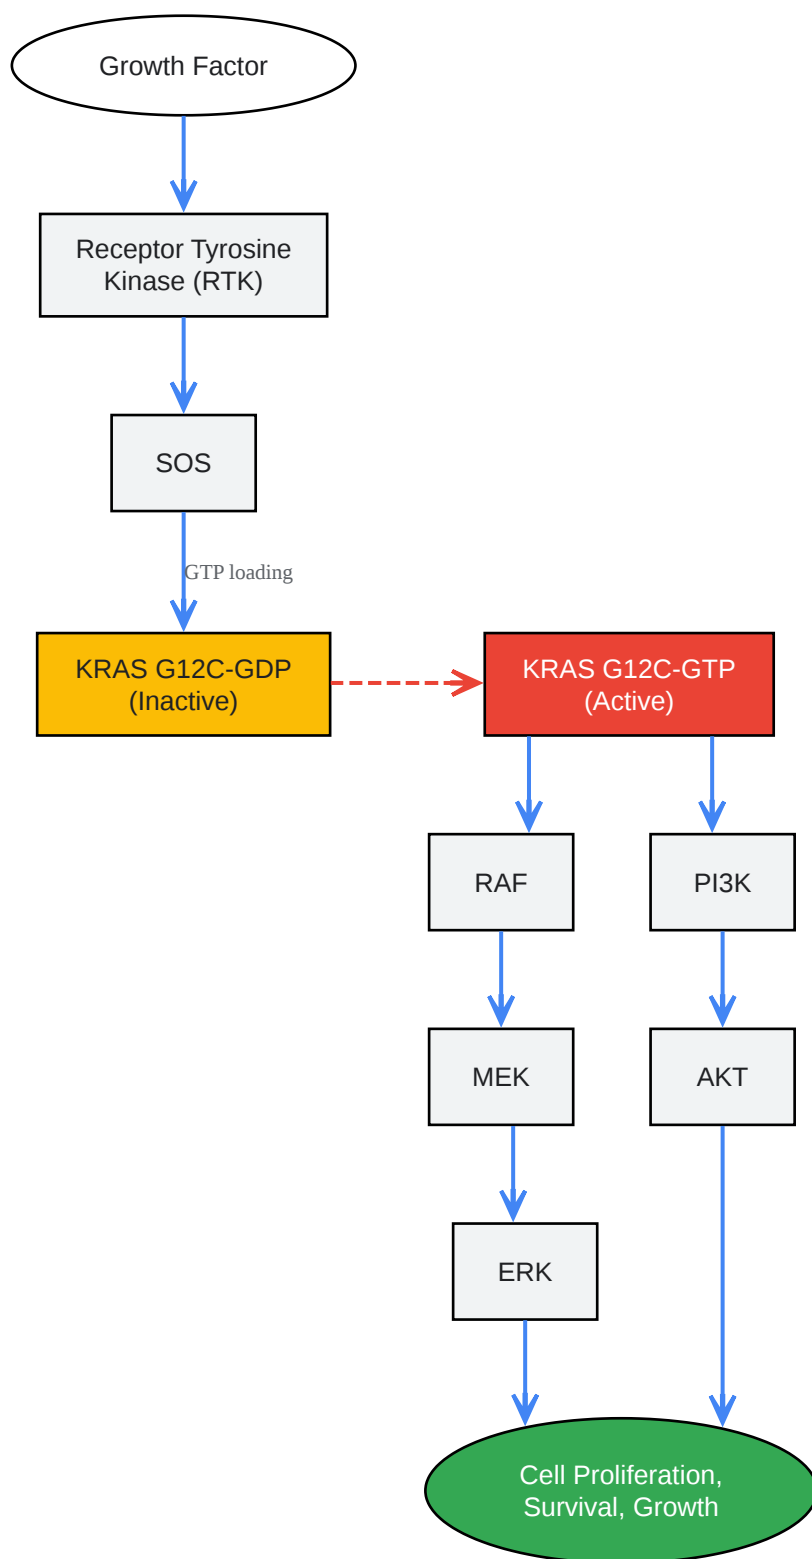 Growth Factor
Receptor Tyrosine
Kinase (RTK)
SOS
GTP loading
KRAS G12C-GDP
(Inactive)
KRAS G12C-GTP
(Active)
RAF
PI3K
MEK
AKT
ERK
Cell Proliferation,
Survival, Growth